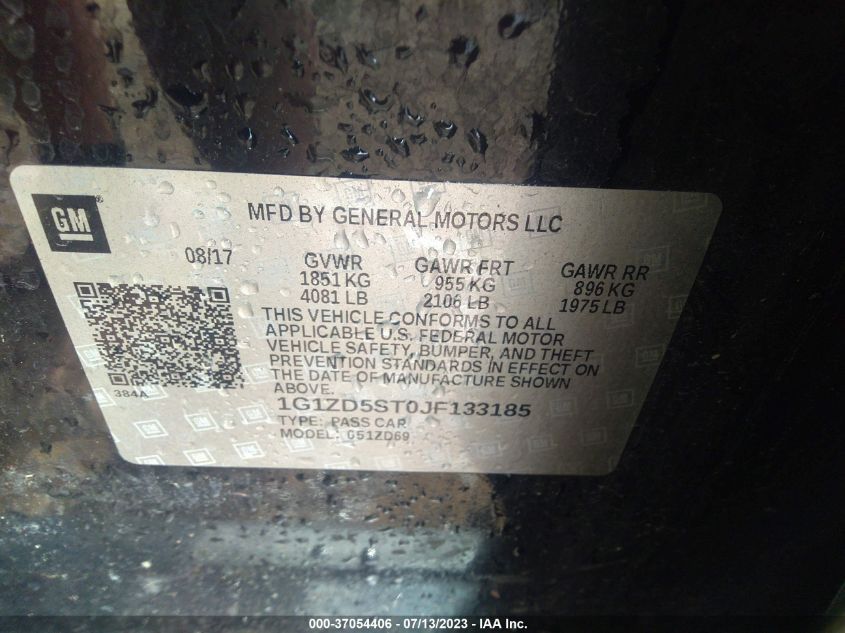 GM
MFD BY GENERAL MOTORS LLC
08/17
GVWR GAWR FRT GAWR RR
1851 KG 955 KG 896 KG
4081 LB 2106 LB 1975 LB
THIS VEHICLE CONFORMS TO ALL
APPLICABLE U.S. FEDERAL MOTOR
VEHICLE SAFETY, BUMPER, AND THEFT
PREVENTION STANDARDS IN EFFECT ON
THE DATE OF MANUFACTURE SHOWN
ABOVE.
384A
1G1ZD5ST0JF133185
TYPE: PASS CAR
MODEL: G51ZD69
000-37054406 - 07/13/2023 - IAA Inc.